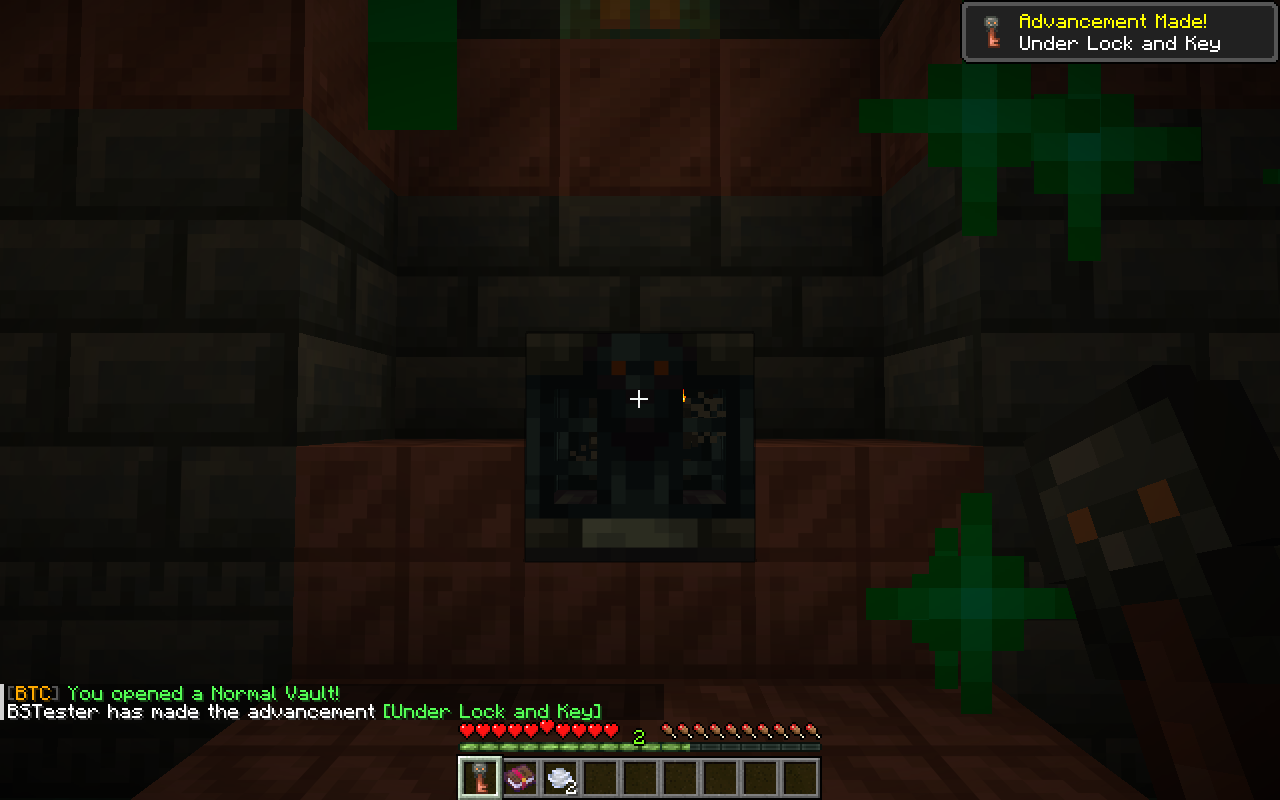 Advancement Made!
Under Lock and Key
[BTC] You opened a Normal Vault!
BSTester has made the advancement [Under Lock and Key]
2
2